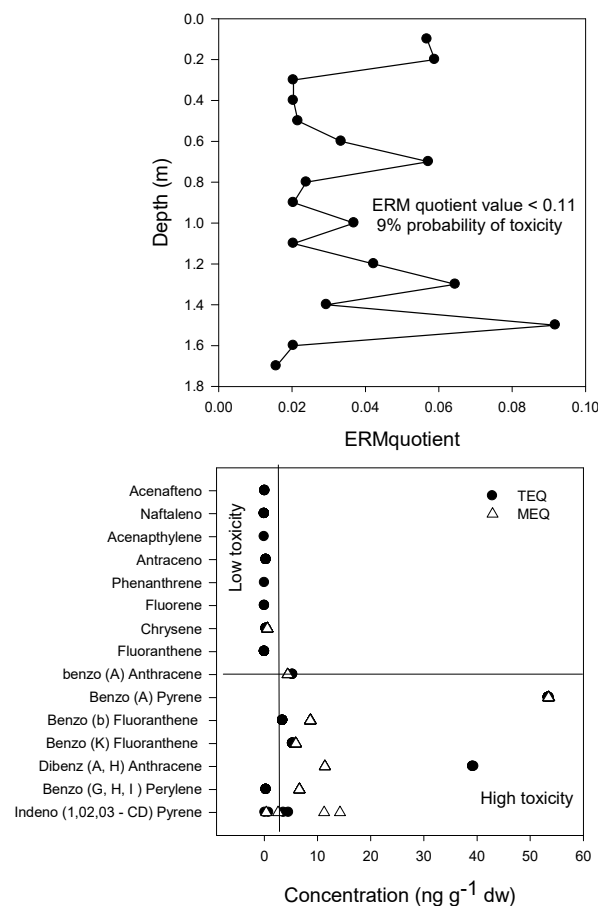 0.0
0.2
0.4
0.6
0.8
1.0
1.2
1.4
1.6
1.8
Depth (m)
ERM quotient value < 0.11
9% probability of toxicity
0.00 0.02 0.04 0.06 0.08 0.10
ERMquotient
Acenafteno
Naftaleno
Acenapthylene
Antraceno
Phenanthrene
Fluorene
Chrysene
Fluoranthene
benzo (A) Anthracene
Benzo (A) Pyrene
Benzo (b) Fluoranthene
Benzo (K) Fluoranthene
Dibenz (A, H) Anthracene
Benzo (G, H, I ) Perylene
Indeno (1,02,03 - CD) Pyrene
Low toxicity
TEQ
MEQ
High toxicity
0 10 20 30 40 50 60
Concentration (ng g⁻¹ dw)